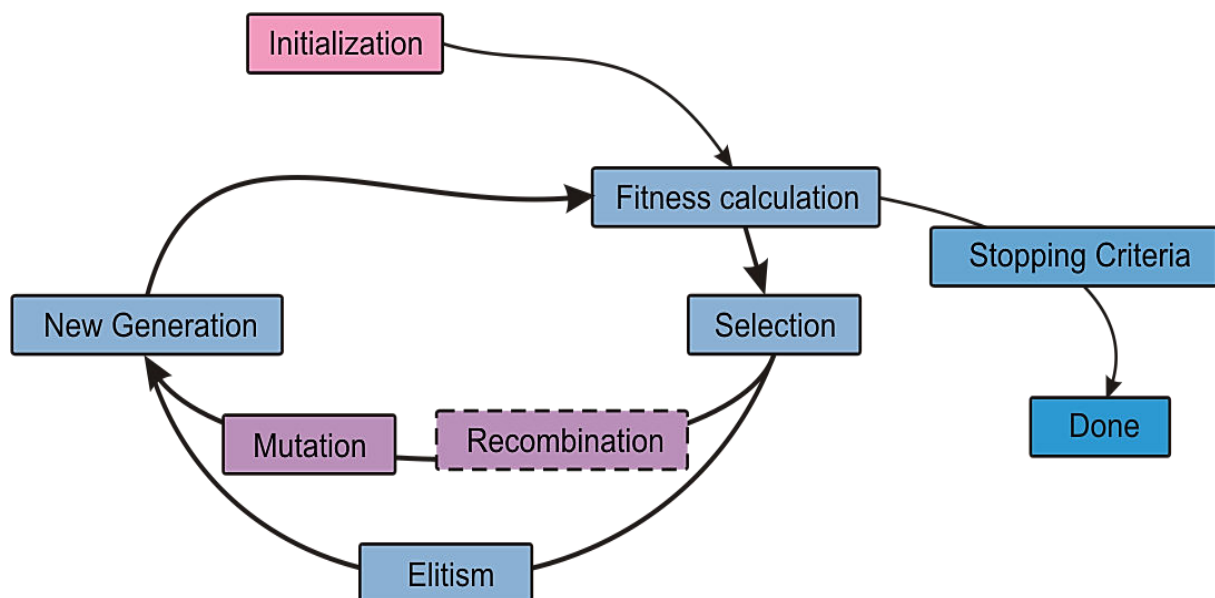 Initialization
Fitness calculation
Stopping Criteria
New Generation
Selection
Mutation
Recombination
Done
Elitism